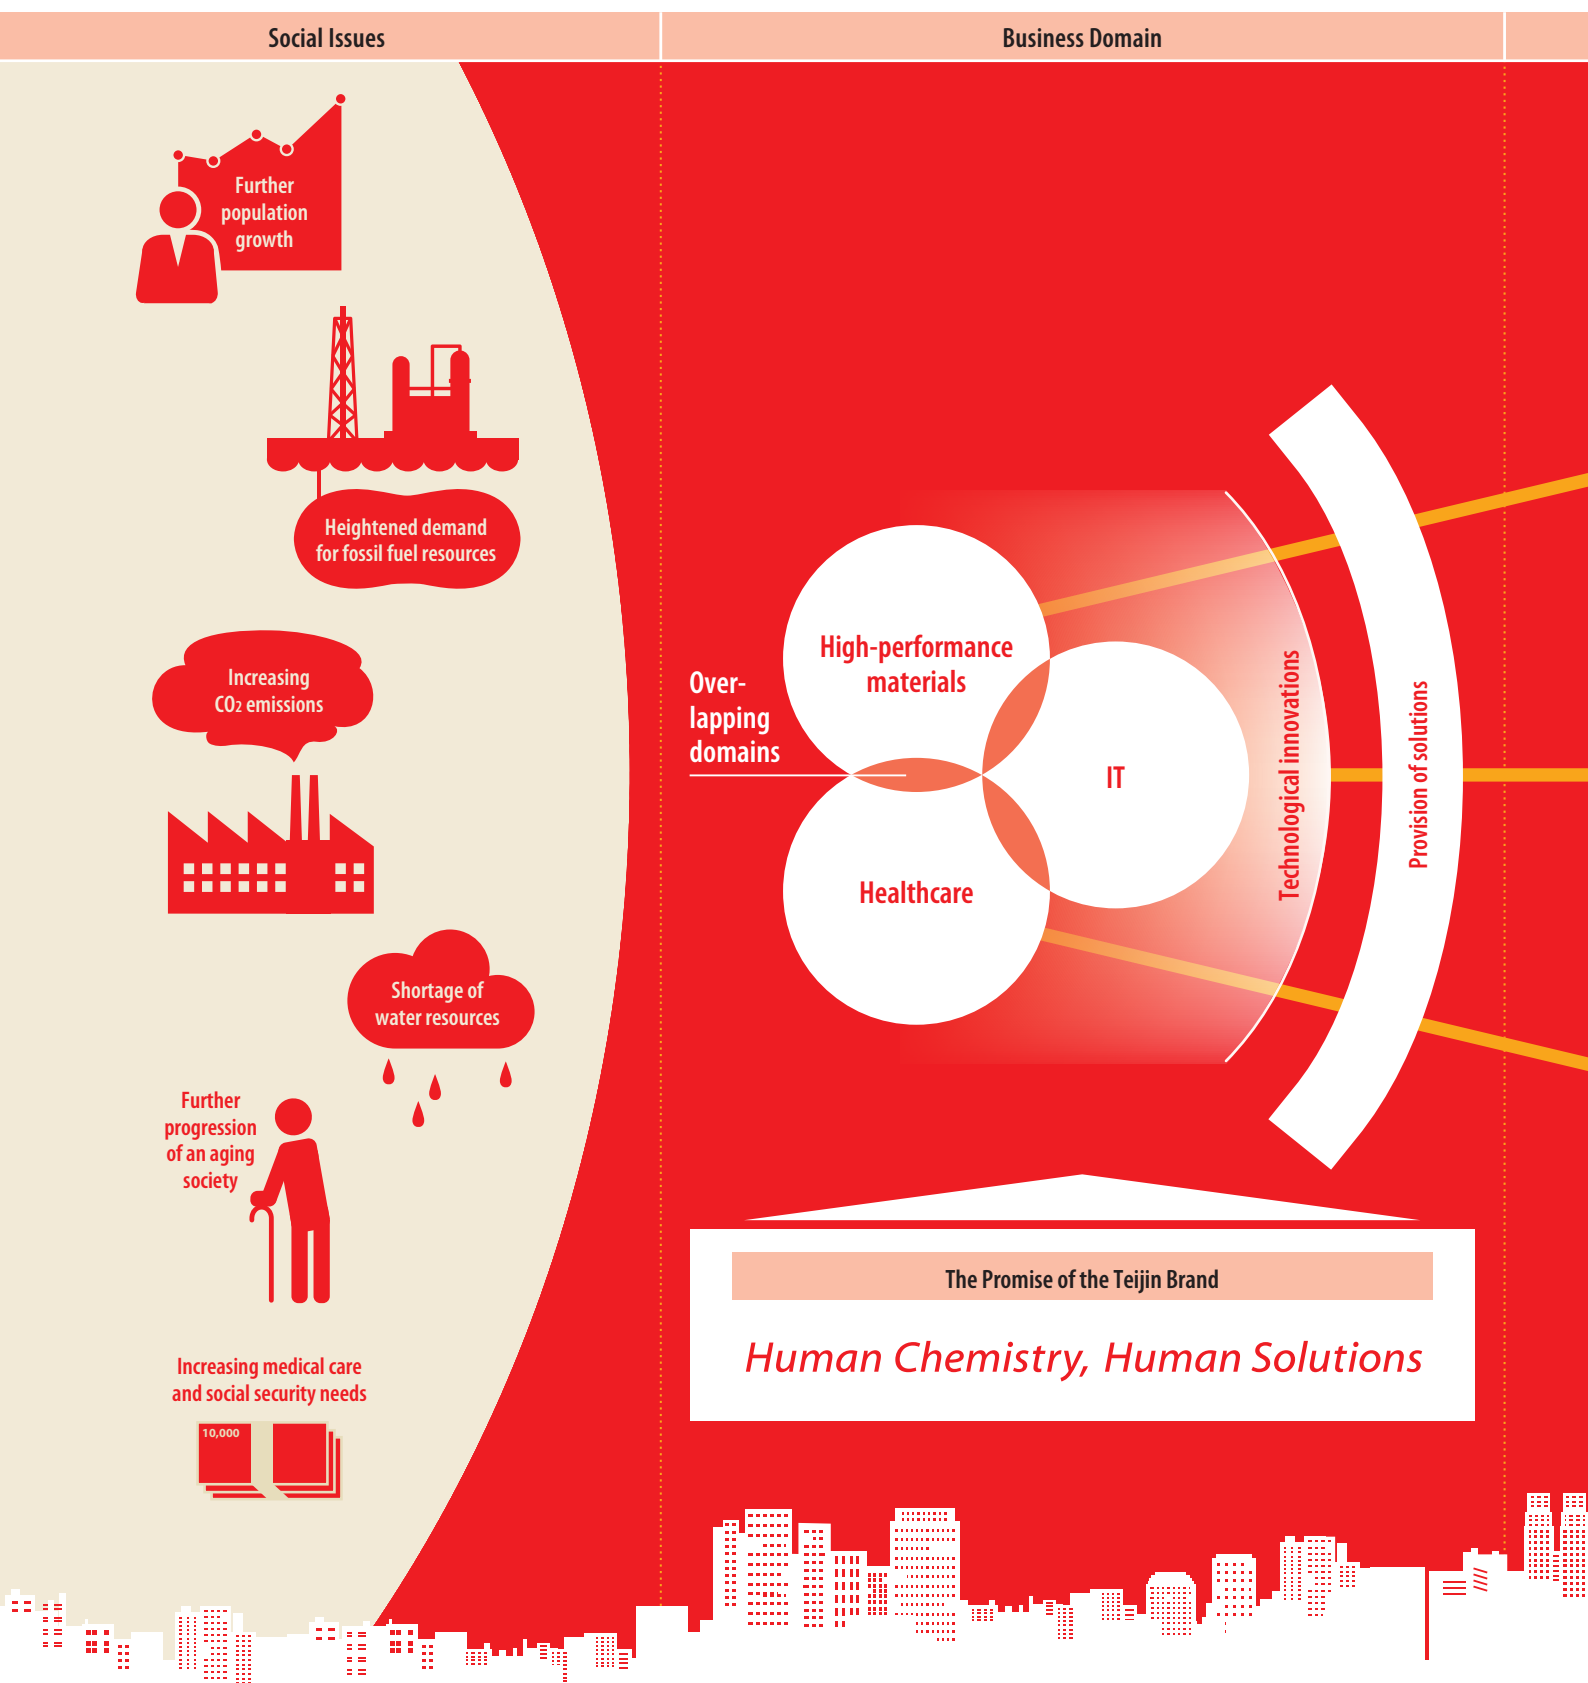 Social Issues
Business Domain
Further
population
growth
Heightened demand
for fossil fuel resources
Increasing
CO2 emissions
Shortage of
water resources
Further
progression
of an aging
society
Increasing medical care
and social security needs
10,000
Over-
lapping
domains
High-performance
materials
IT
Healthcare
Technological innovations
Provision of solutions
The Promise of the Teijin Brand
Human Chemistry, Human Solutions